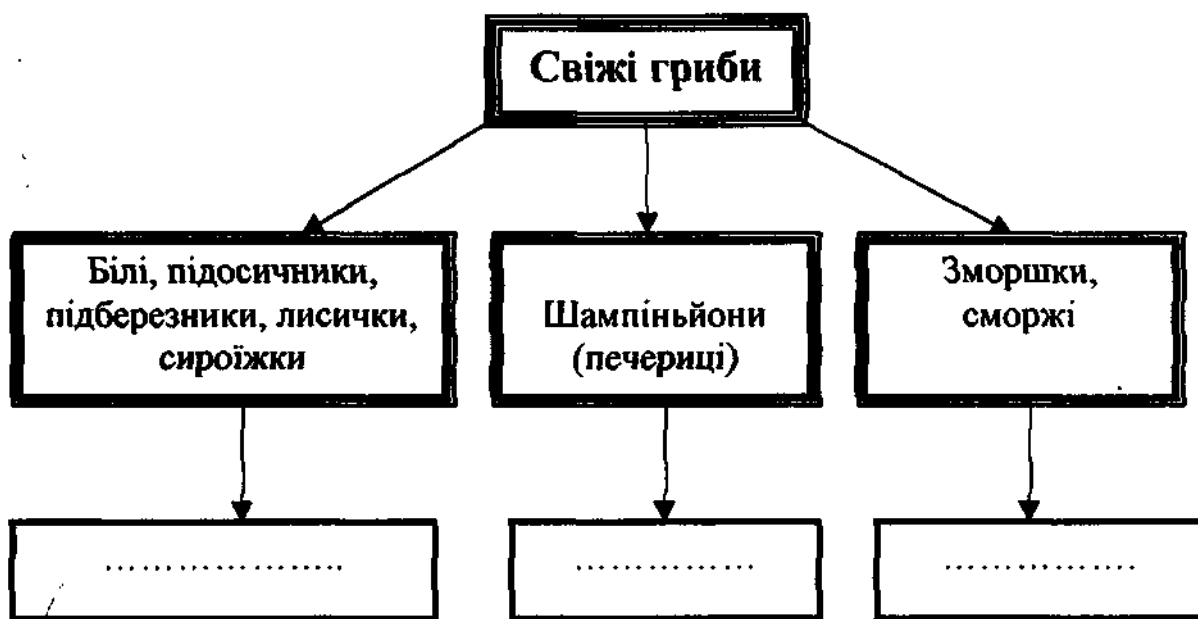 Свіжі гриби
Білі, підосичники,
підберезники, лисички,
сироїжки
Шампіньйони
(печериці)
Зморшки,
сморжі
.....................
...............
.................